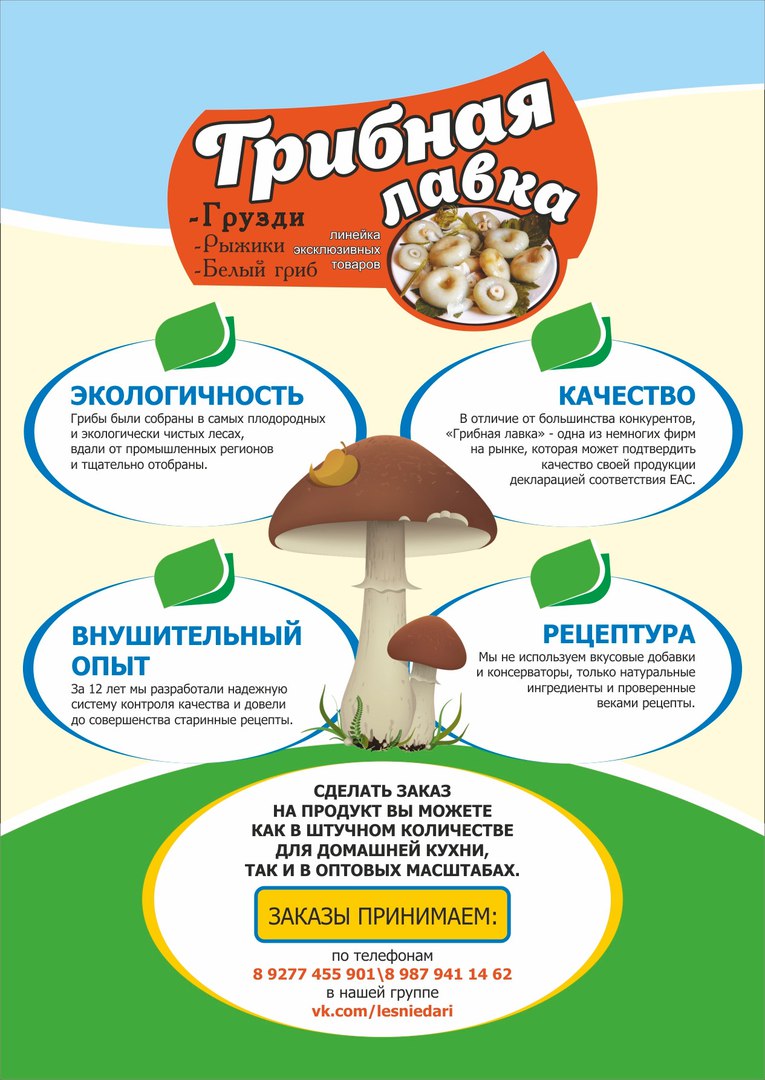 Грибная
лавка
-Грузди
-Рыжики
-Белый гриб
линейка
эксклюзивных
товаров
ЭКОЛОГИЧНОСТЬ
Грибы были собраны в самых плодородных
и экологически чистых лесах,
вдали от промышленных регионов
и тщательно отобраны.
КАЧЕСТВО
В отличие от большинства конкурентов,
«Грибная лавка» - одна из немногих фирм
на рынке, которая может подтвердить
качество своей продукции
декларацией соответствия ЕАС.
ВНУШИТЕЛЬНЫЙ
ОПЫТ
За 12 лет мы разработали надежную
систему контроля качества и довели
до совершенства старинные рецепты.
РЕЦЕПТУРА
Мы не используем вкусовые добавки
и консерваторы, только натуральные
ингредиенты и проверенные
веками рецепты.
СДЕЛАТЬ ЗАКАЗ
НА ПРОДУКТ ВЫ МОЖЕТЕ
КАК В ШТУЧНОМ КОЛИЧЕСТВЕ
ДЛЯ ДОМАШНЕЙ КУХНИ,
ТАК И В ОПТОВЫХ МАСШТАБАХ.
ЗАКАЗЫ ПРИНИМАЕМ:
по телефонам
8 9277 455 901\8 987 941 14 62
в нашей группе
vk.com/lesniedari